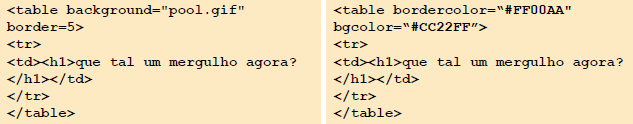 <table background="pool.gif"
border=5>
<tr>
<td><h1>que tal um mergulho agora?
</h1></td>
</tr>
</table>
<table bordercolor=“#FF00AA"
bgcolor=“#CC22FF”>
<tr>
<td><h1>que tal um mergulho agora?
</h1></td>
</tr>
</table>